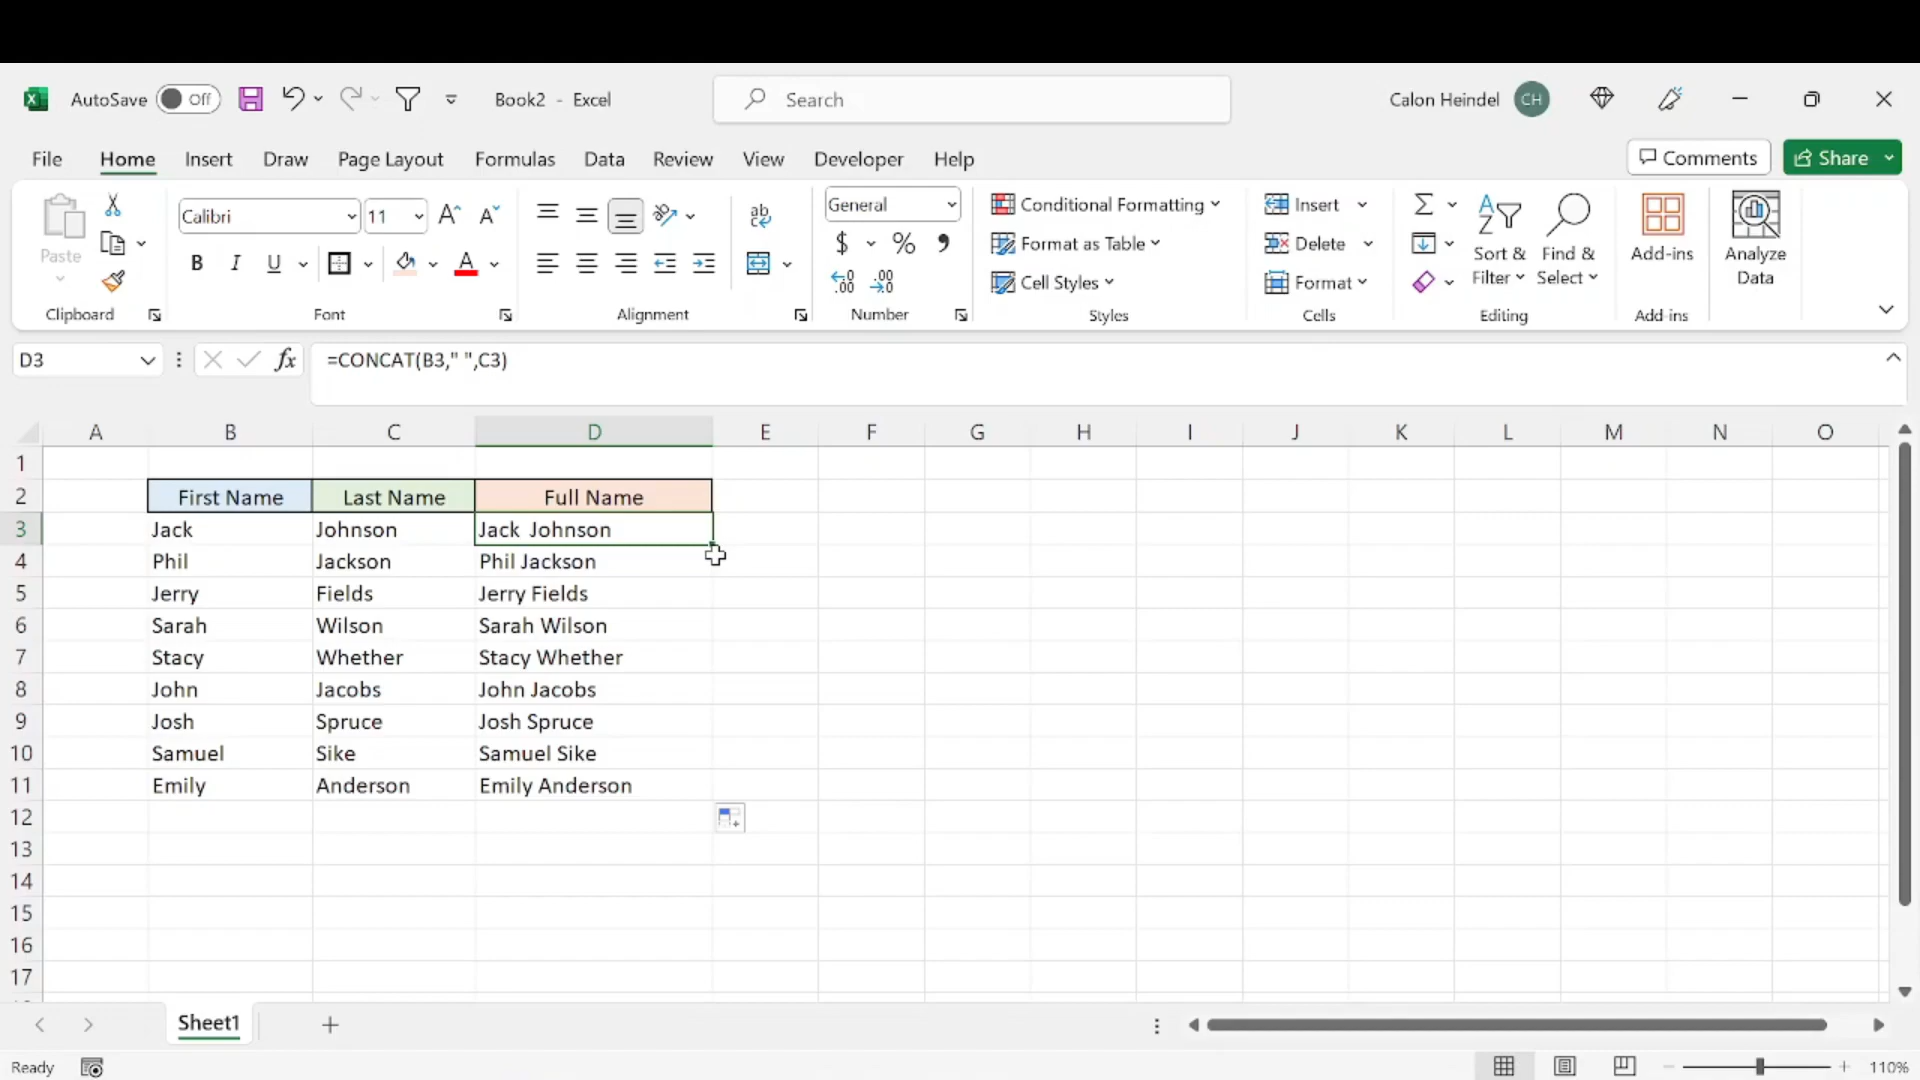 AutoSave Off Book2 - Excel Search Calon Heindel CH
File Home Insert Draw Page Layout Formulas Data Review View Developer Help Comments Share
Calibri 11 ab General Conditional Formatting Insert Σ Sort & Filter Find & Select Add-ins Analyze Data
Paste $ % , Format as Table Delete
B I U A .00 .00 Cell Styles Format
Clipboard Font Alignment Number Styles Cells Editing Add-ins
D3 fx =CONCAT(B3," ",C3)
A B C D E F G H I J K L M N O
1
2 First Name Last Name Full Name
3 Jack Johnson Jack  Johnson
4 Phil Jackson Phil Jackson
5 Jerry Fields Jerry Fields
6 Sarah Wilson Sarah Wilson
7 Stacy Whether Stacy Whether
8 John Jacobs John Jacobs
9 Josh Spruce Josh Spruce
10 Samuel Sike Samuel Sike
11 Emily Anderson Emily Anderson
12
13
14
15
16
17
Sheet1
Ready 110%